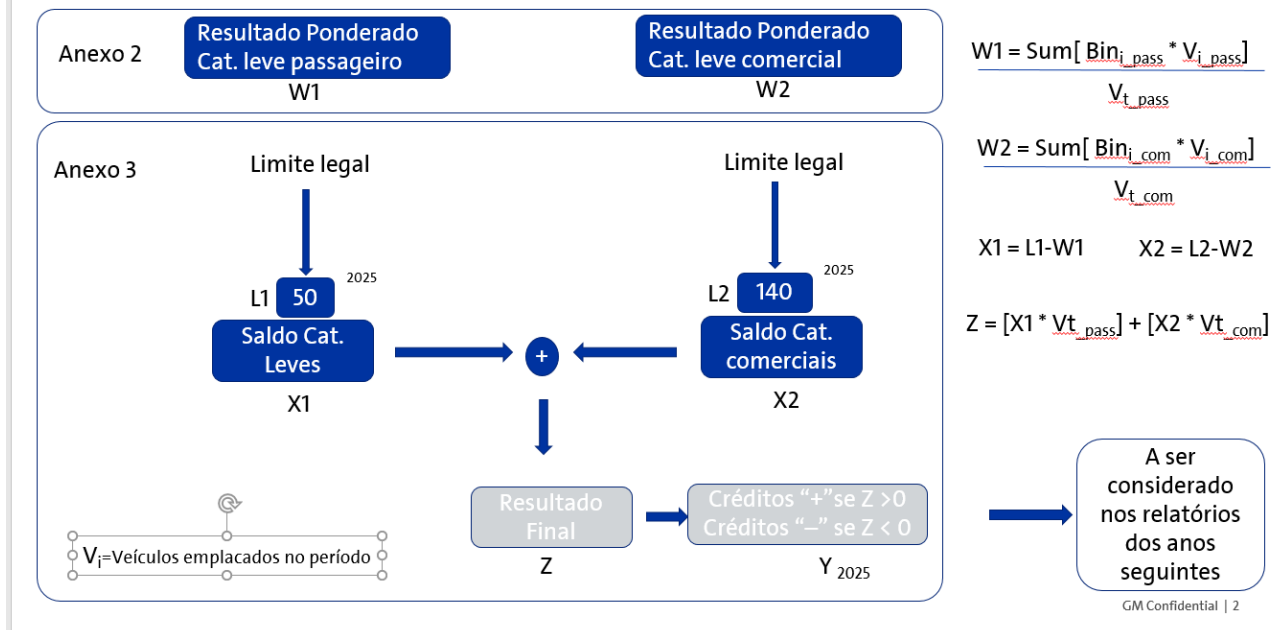 Anexo 2
Resultado Ponderado
Cat. leve passageiro
W1
Resultado Ponderado
Cat. leve comercial
W2
W1 = Sum[ Bini_pass * Vi_pass]
Vt_pass
W2 = Sum[ Bini_com * Vi_com]
Vt_com
X1 = L1-W1
X2 = L2-W2
Z = [X1 * Vt_pass] + [X2 * Vt_com]
Anexo 3
Limite legal
Limite legal
2025
L1
50
2025
L2
140
Saldo Cat.
Leves
X1
+
Saldo Cat.
comerciais
X2
Resultado
Final
Z
Créditos “+”se Z >0
Créditos “–” se Z < 0
Y 2025
Vi=Veículos emplacados no período
A ser
considerado
nos relatórios
dos anos
seguintes
GM Confidential | 2